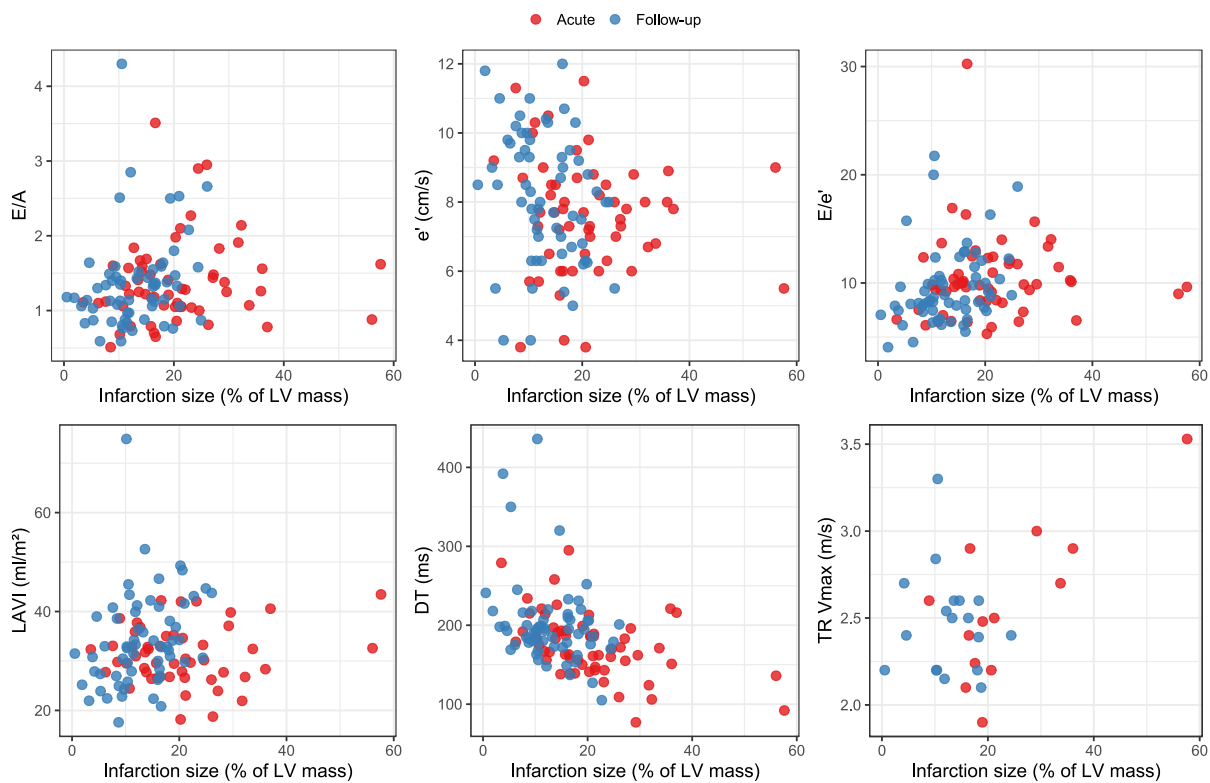 Acute Follow-up
E/A
4
3
2
1
0 20 40 60
Infarction size (% of LV mass)
e' (cm/s)
12
10
8
6
4
0 20 40 60
Infarction size (% of LV mass)
E/e'
30
20
10
0 20 40 60
Infarction size (% of LV mass)
LAVI (ml/m²)
60
40
20
0 20 40 60
Infarction size (% of LV mass)
DT (ms)
400
300
200
100
0 20 40 60
Infarction size (% of LV mass)
TR Vmax (m/s)
3.5
3.0
2.5
2.0
0 20 40 60
Infarction size (% of LV mass)